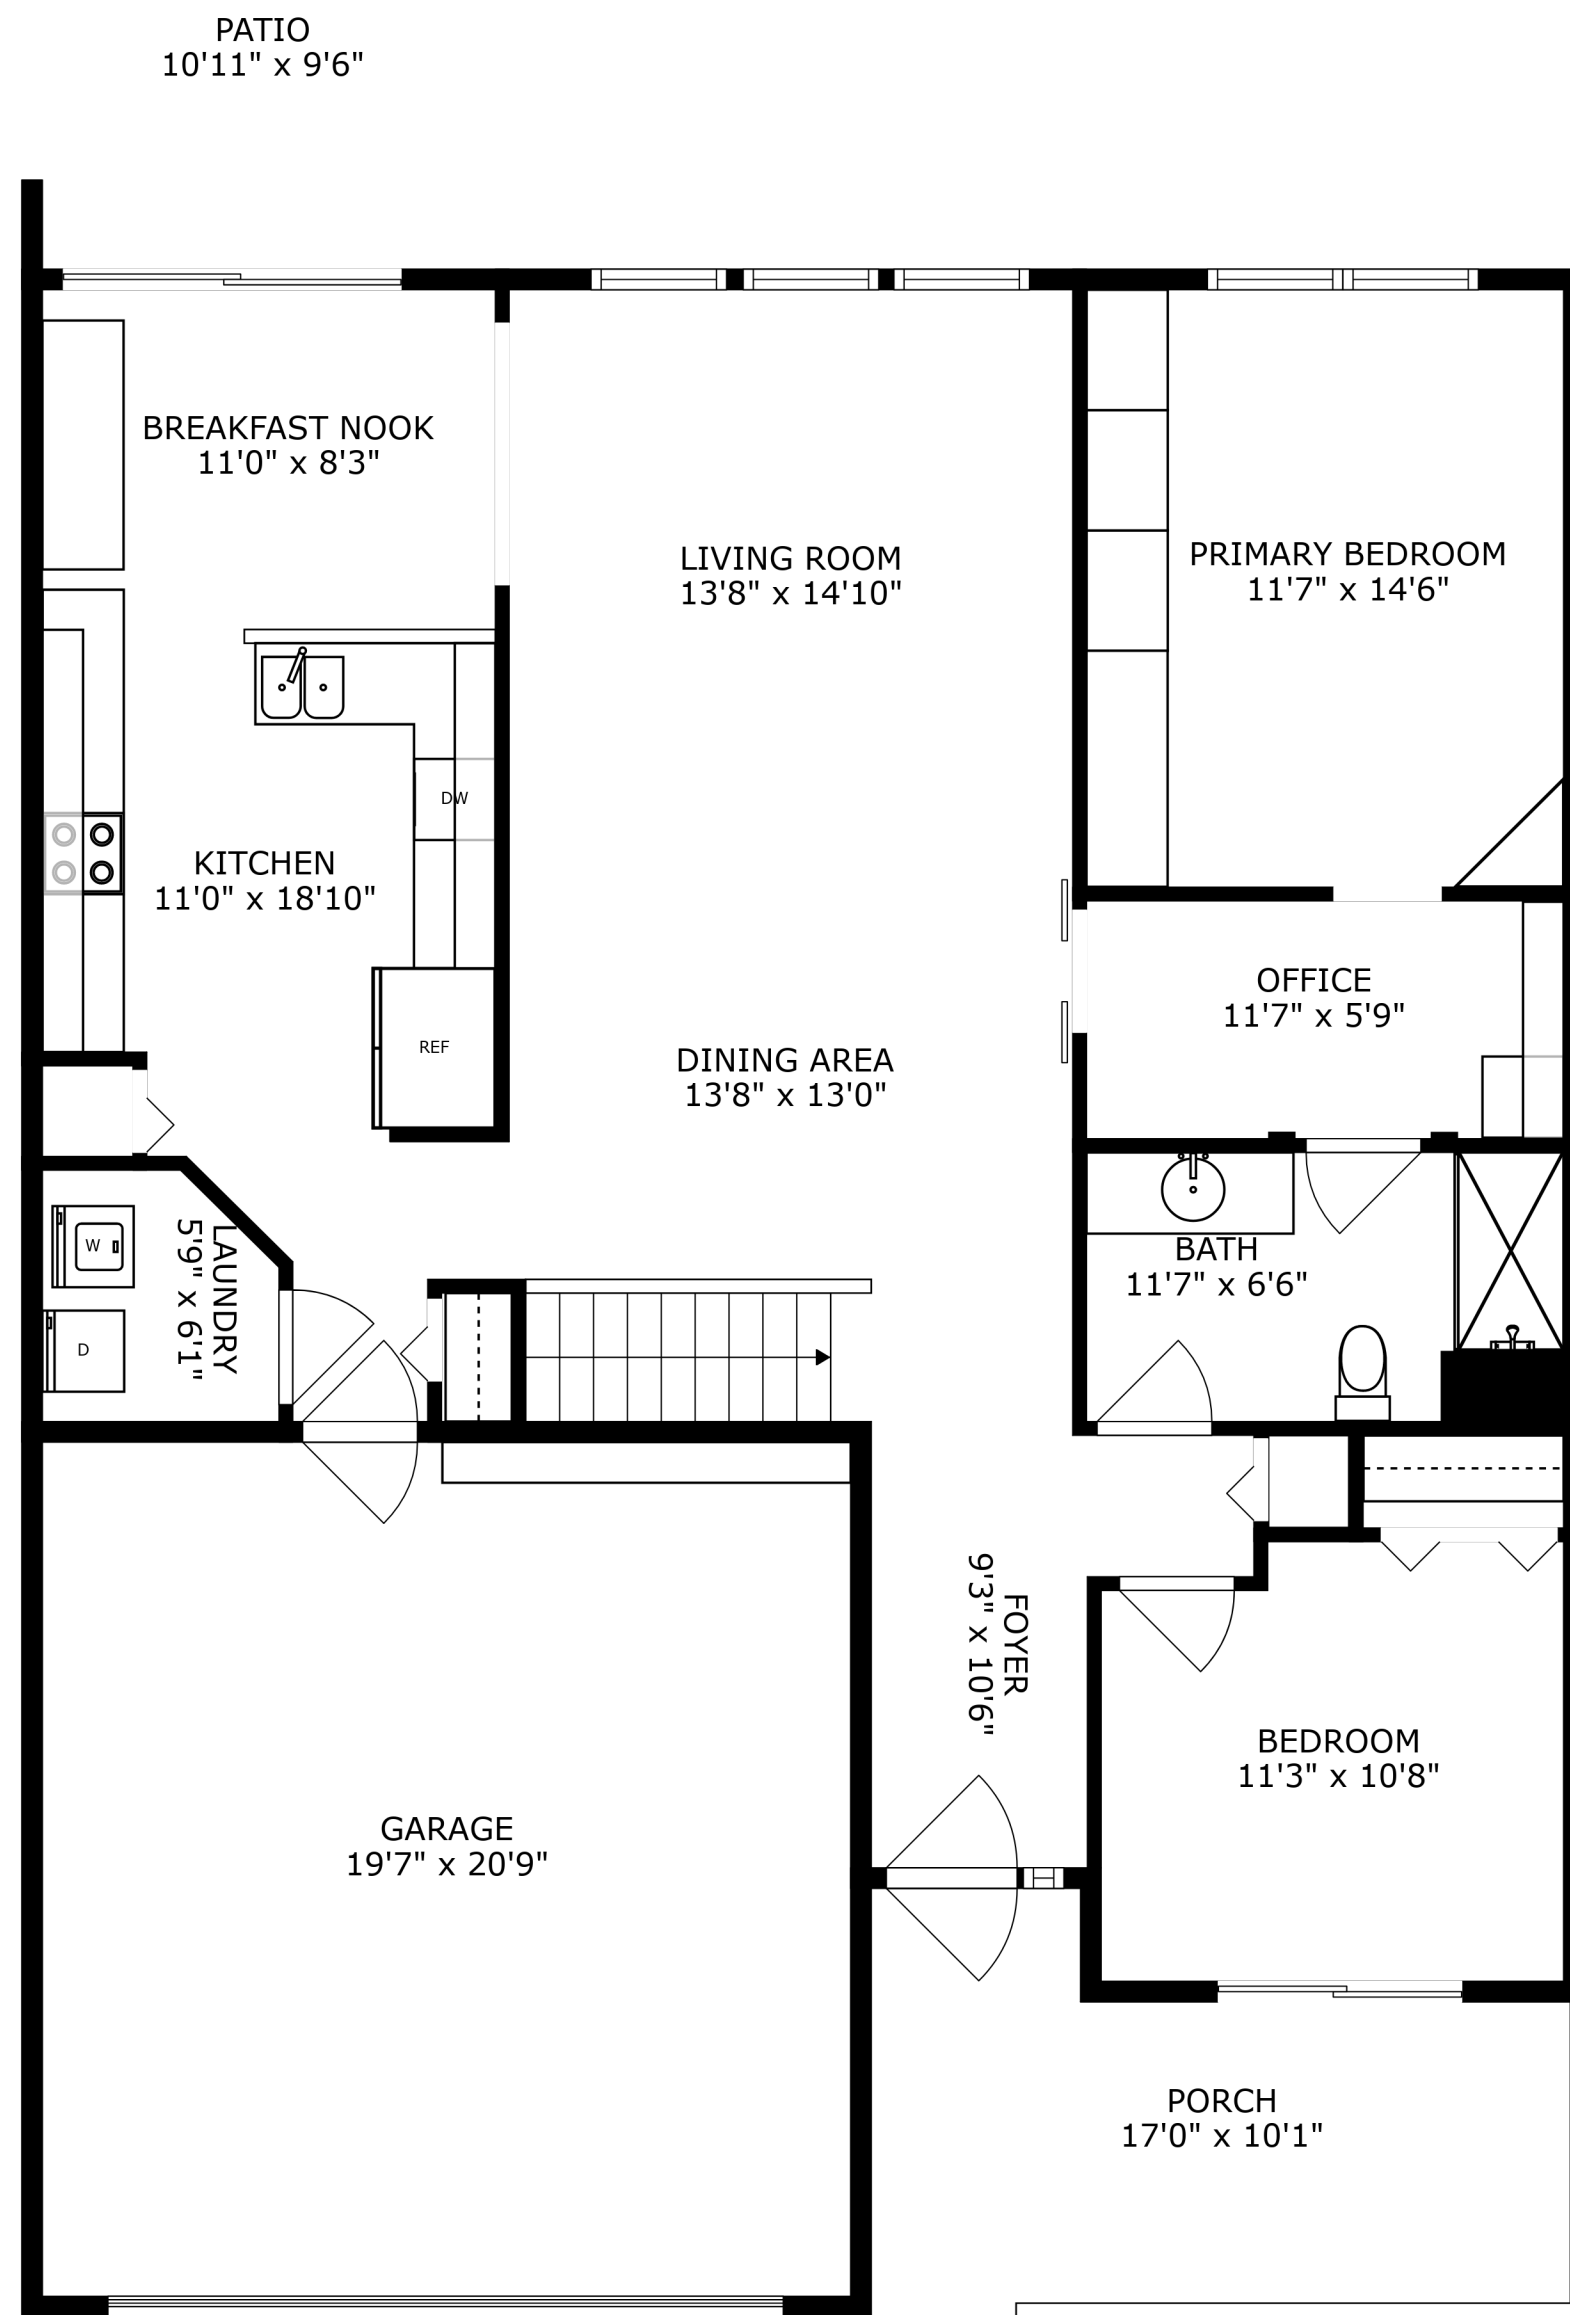 PATIO
10'11" x 9'6"
BREAKFAST NOOK
11'0" x 8'3"
LIVING ROOM
13'8" x 14'10"
PRIMARY BEDROOM
11'7" x 14'6"
DW
KITCHEN
11'0" x 18'10"
OFFICE
11'7" x 5'9"
REF
DINING AREA
13'8" x 13'0"
W
D
LAUNDRY
5'9" x 6'1"
BATH
11'7" x 6'6"
FOYER
9'3" x 10'6"
BEDROOM
11'3" x 10'8"
GARAGE
19'7" x 20'9"
PORCH
17'0" x 10'1"